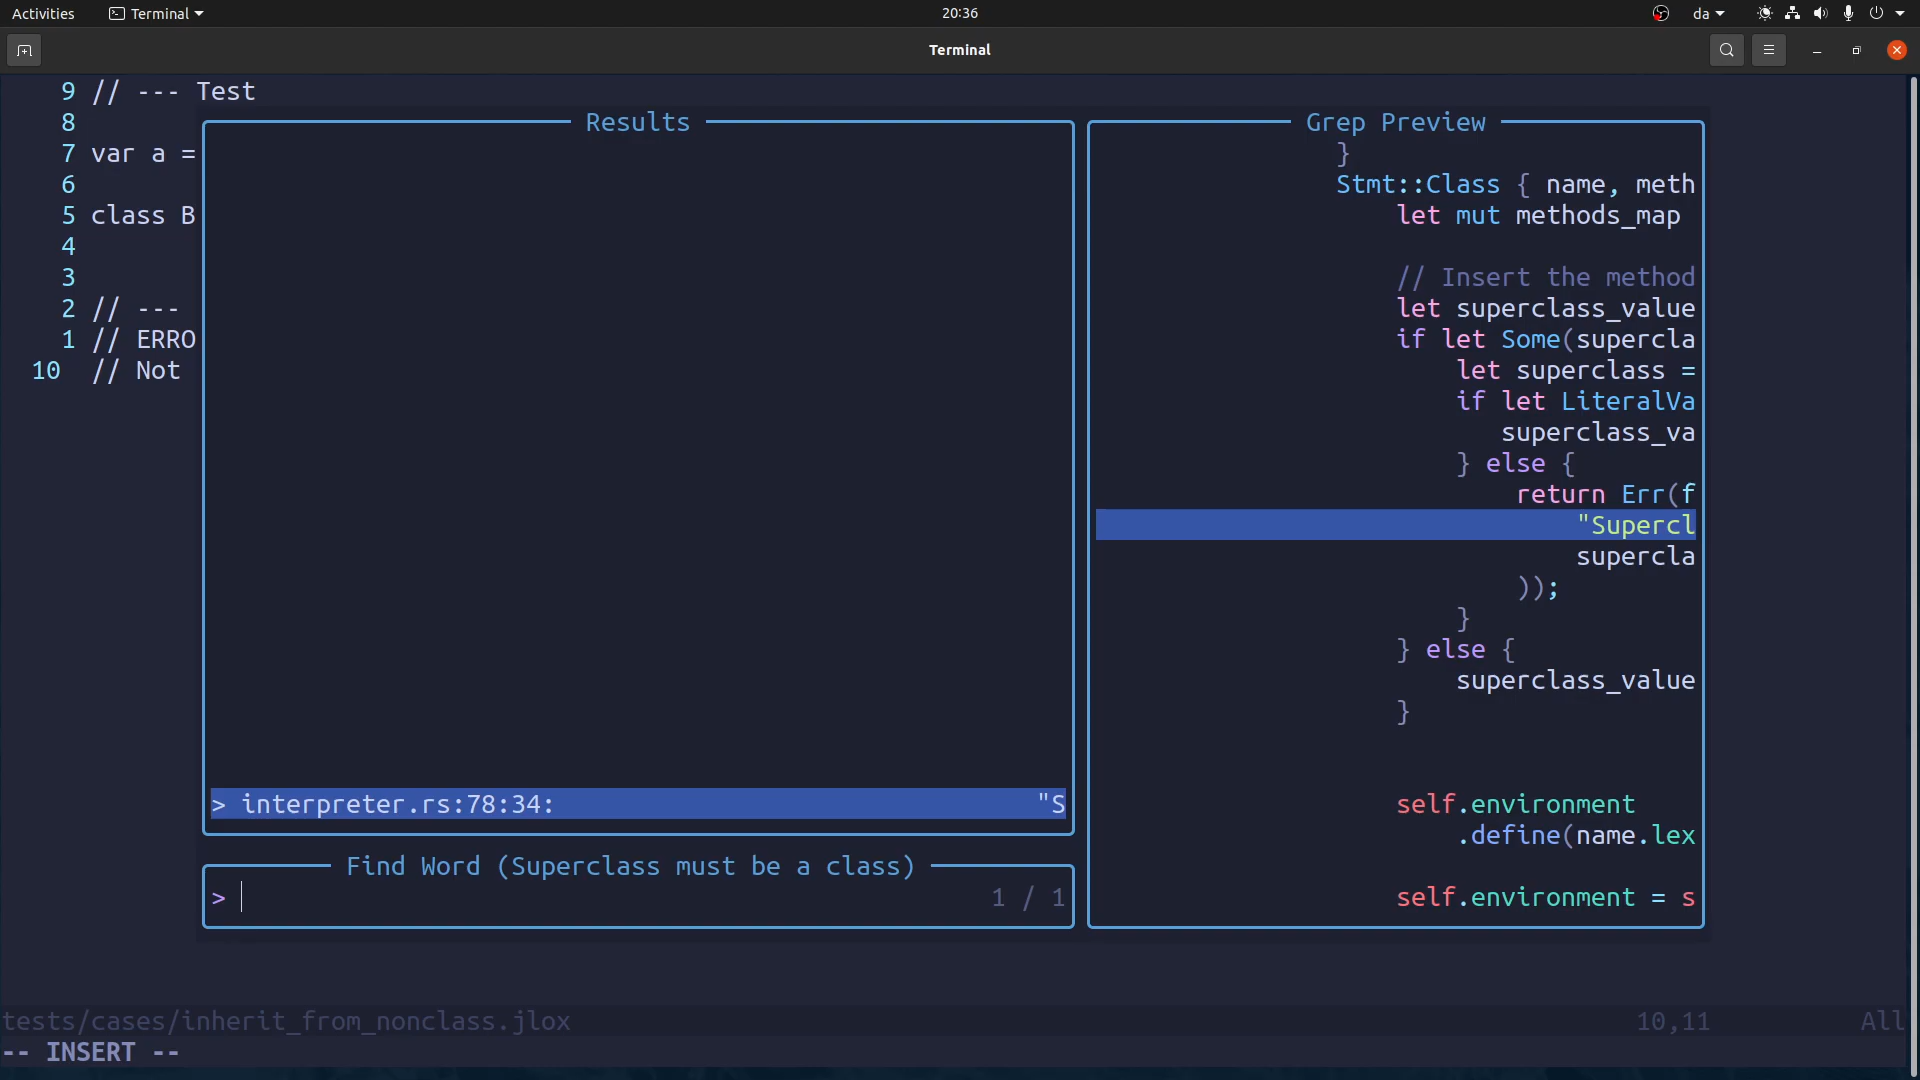 Activities
Terminal
20:36
da
Terminal
9 // --- Test
8
7 var a =
6
5 class B
4
3
2 // ---
1 // ERRO
10 // Not
Results
> interpreter.rs:78:34: "S
Find Word (Superclass must be a class)
> 1 / 1
Grep Preview
}
Stmt::Class { name, meth
let mut methods_map
// Insert the method
let superclass_value
if let Some(supercla
let superclass =
if let LiteralVa
superclass_va
} else {
return Err(f
"Supercl
supercla
));
}
} else {
superclass_value
}
self.environment
.define(name.lex
self.environment = s
tests/cases/inherit_from_nonclass.jlox 10,11 All
-- INSERT --